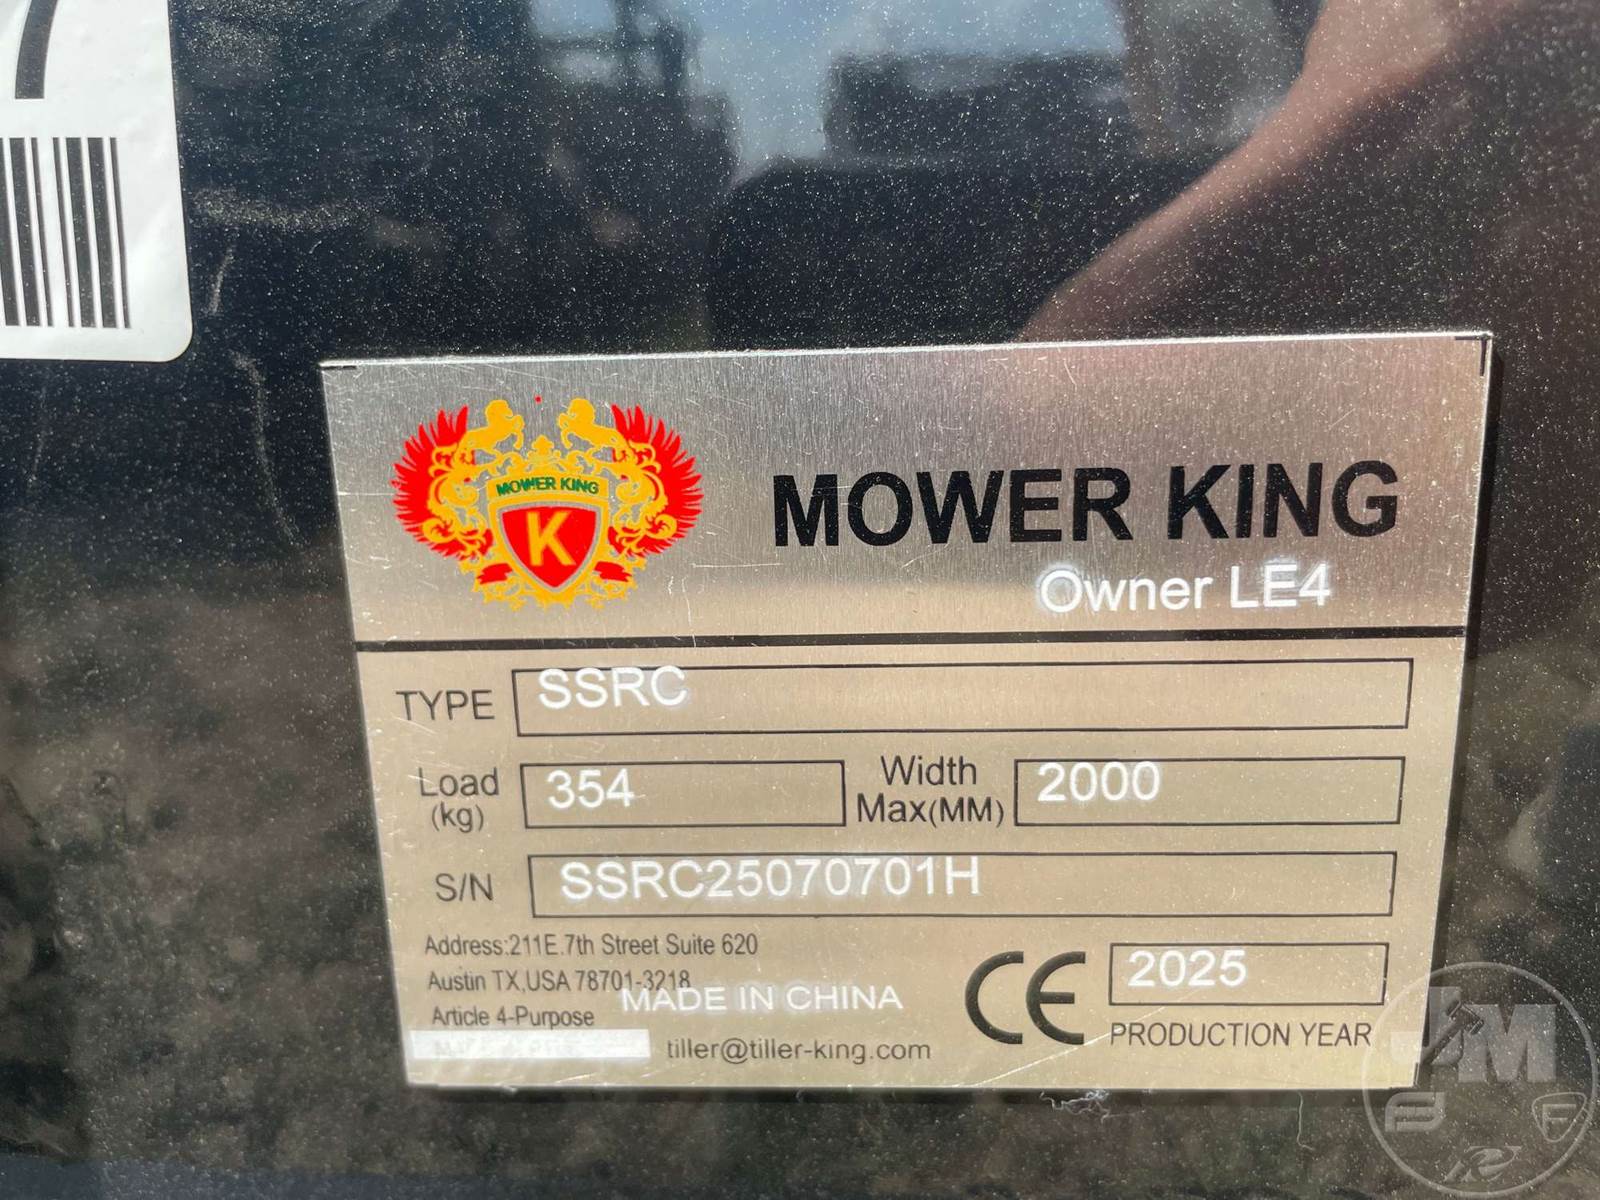 MOWER KING
K
MOWER KING
Owner LE4
TYPE SSRC
Load (kg) 354 Width Max(MM) 2000
S/N SSRC25070701H
Address:211E.7th Street Suite 620
Austin TX,USA 78701-3218
MADE IN CHINA
Article 4-Purpose
tiller@tiller-king.com
CE 2025
PRODUCTION YEAR
JM